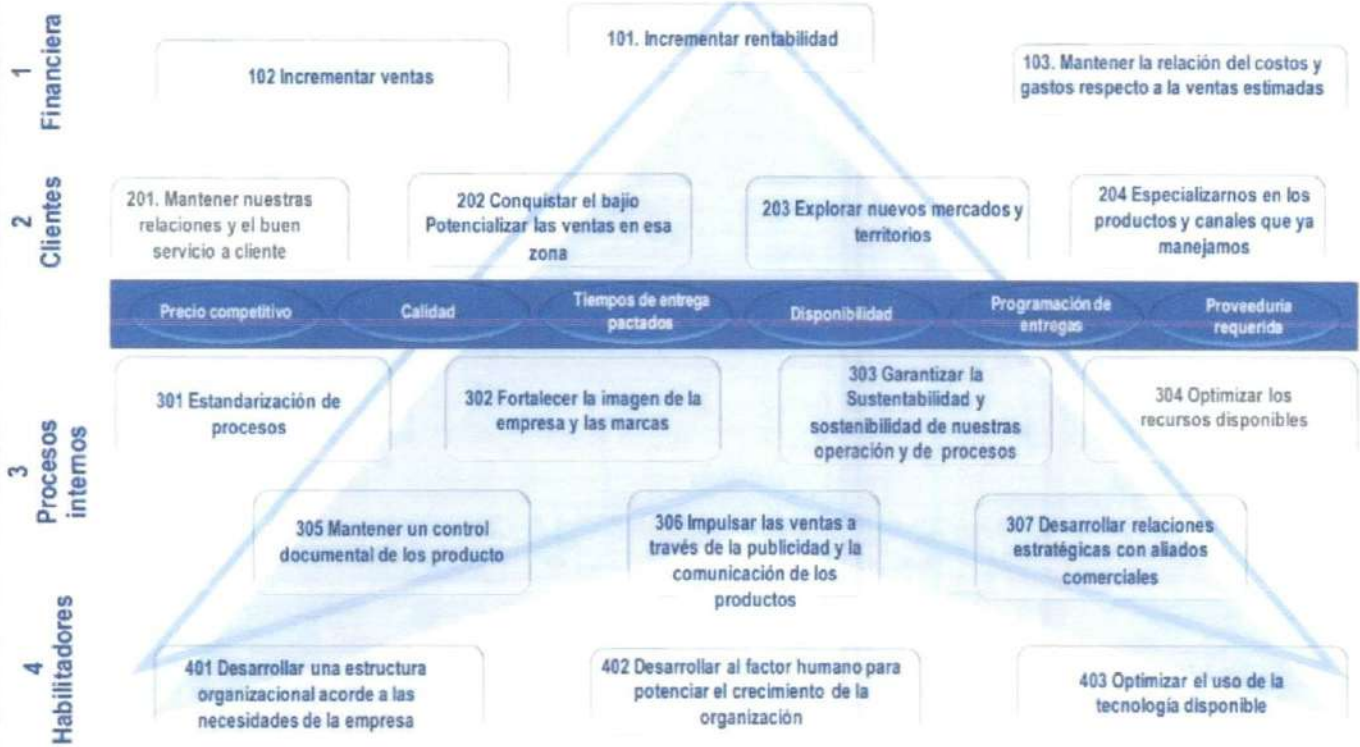 1
Financiera
101. Incrementar rentabilidad
102 Incrementar ventas
103. Mantener la relación del costos y
gastos respecto a la ventas estimadas
2
Clientes
201. Mantener nuestras
relaciones y el buen
servicio a cliente
202 Conquistar el bajio
Potencializar las ventas en esa
zona
203 Explorar nuevos mercados y
territorios
204 Especializarnos en los
productos y canales que ya
manejamos
Precio competitivo
Calidad
Tiempos de entrega
pactados
Disponibilidad
Programación de
entregas
Proveeduria
requerida
3
Procesos
internos
301 Estandarización de
procesos
302 Fortalecer la imagen de la
empresa y las marcas
303 Garantizar la
Sustentabilidad y
sostenibilidad de nuestras
operación y de procesos
304 Optimizar los
recursos disponibles
305 Mantener un control
documental de los producto
306 Impulsar las ventas a
través de la publicidad y la
comunicación de los
productos
307 Desarrollar relaciones
estratégicas con aliados
comerciales
4
Habilitadores
401 Desarrollar una estructura
organizacional acorde a las
necesidades de la empresa
402 Desarrollar al factor humano para
potenciar el crecimiento de la
organización
403 Optimizar el uso de la
tecnología disponible